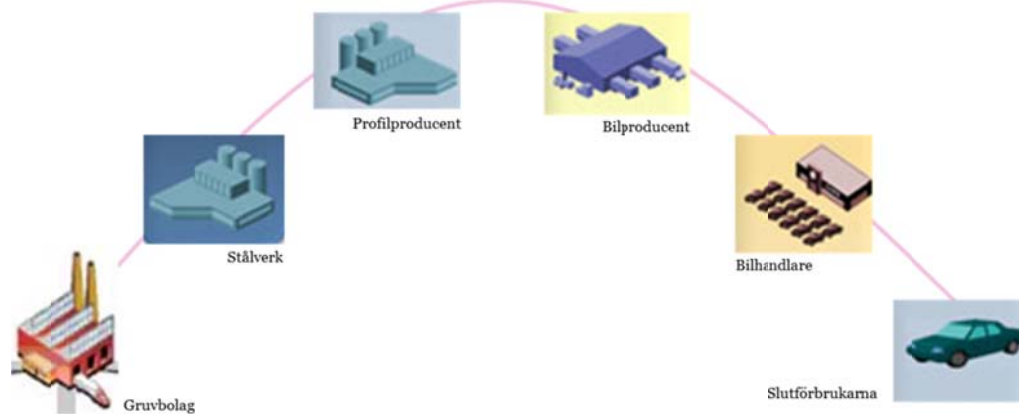 Profilproducent
Bilproducent
Stålverk
Bilhandlare
Slutförbrukarna
Gruvbolag